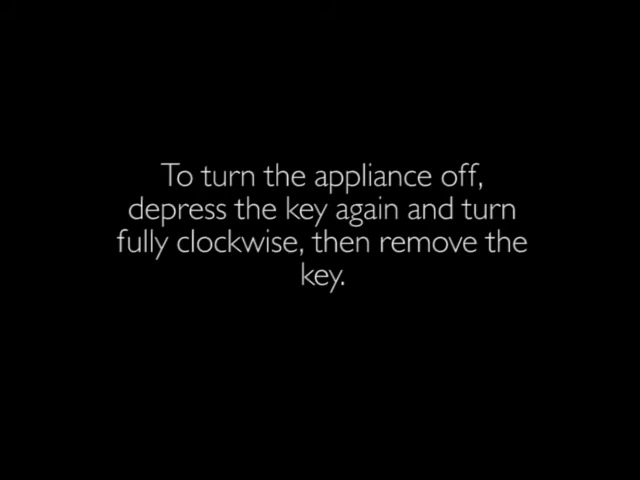 To turn the appliance off,
depress the key again and turn
fully clockwise, then remove the
key.